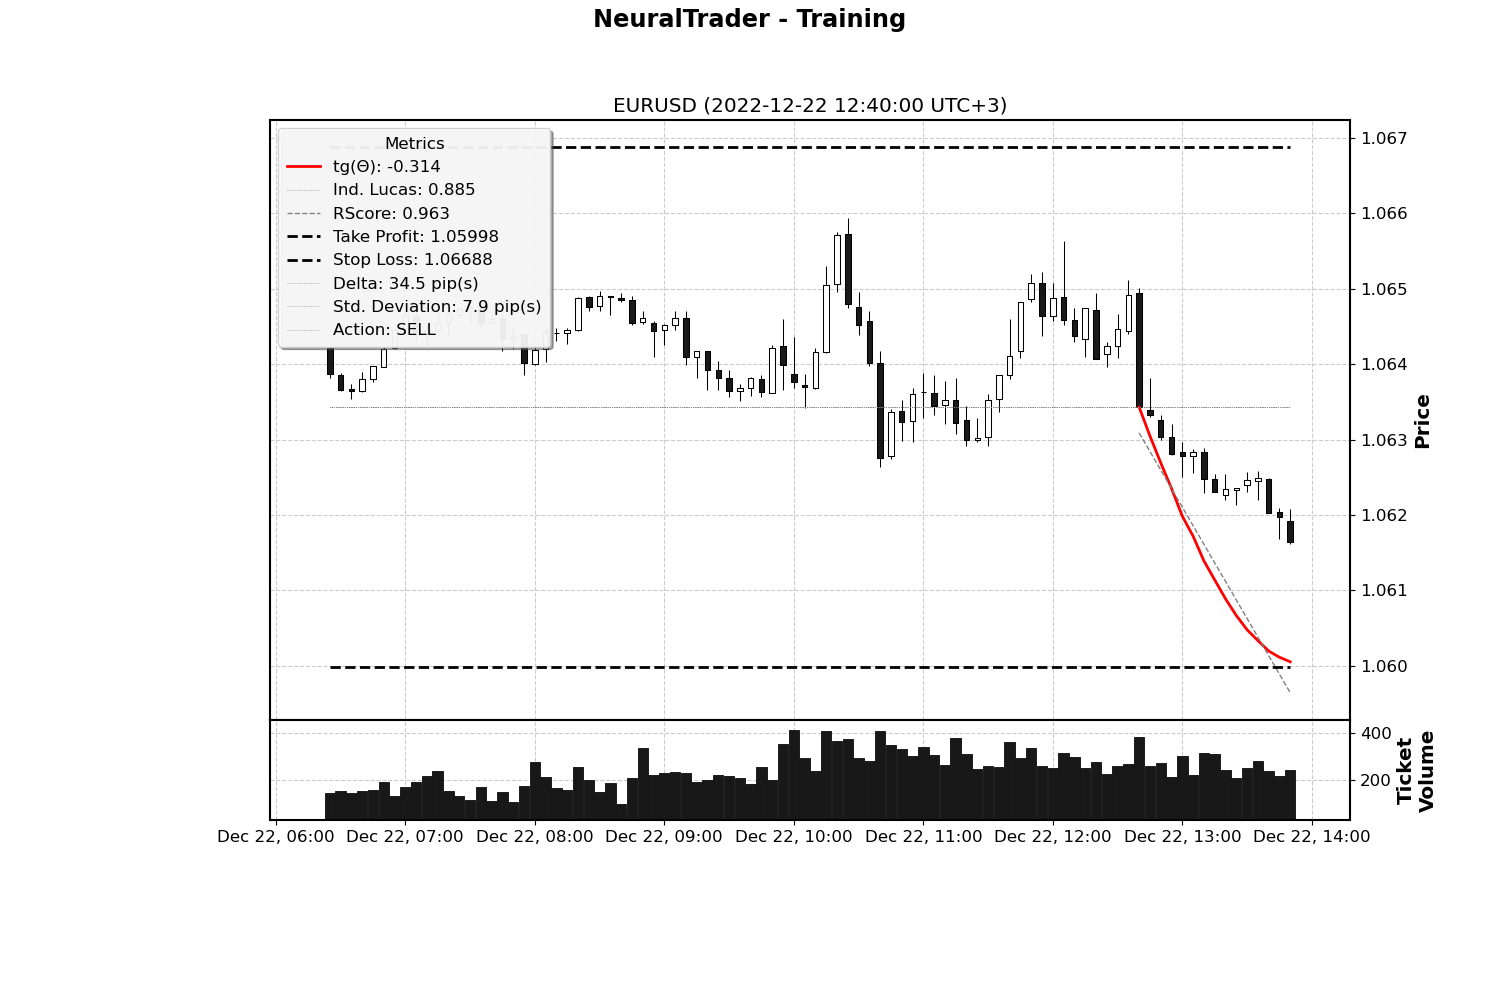 NeuralTrader - Training
EURUSD (2022-12-22 12:40:00 UTC+3)
Metrics
tg(Θ): -0.314
Ind. Lucas: 0.885
RScore: 0.963
Take Profit: 1.05998
Stop Loss: 1.06688
Delta: 34.5 pip(s)
Std. Deviation: 7.9 pip(s)
Action: SELL
1.067
1.066
1.065
1.064
1.063
1.062
1.061
1.060
Price
400
200
Ticket
Volume
Dec 22, 06:00 Dec 22, 07:00 Dec 22, 08:00 Dec 22, 09:00 Dec 22, 10:00 Dec 22, 11:00 Dec 22, 12:00 Dec 22, 13:00 Dec 22, 14:00